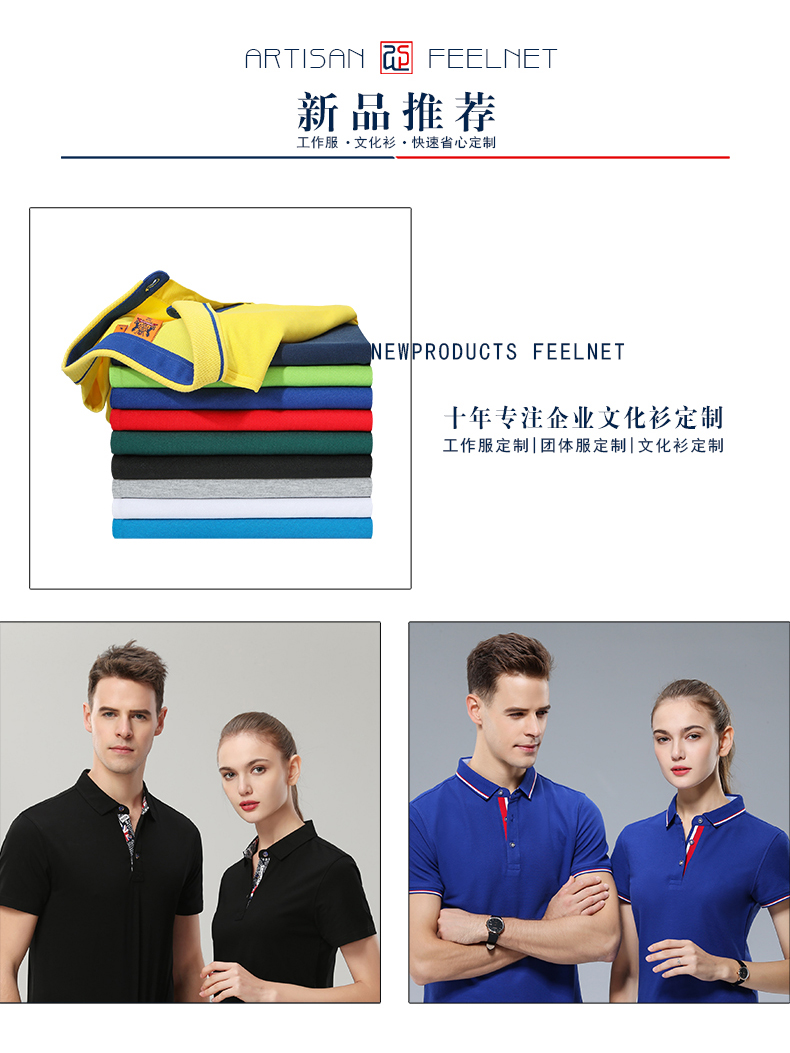 ARTISAN FEELNET
新品推荐
工作服·文化衫·快速省心定制
NEWPRODUCTS FEELNET
十年专注企业文化衫定制
工作服定制|团体服定制|文化衫定制